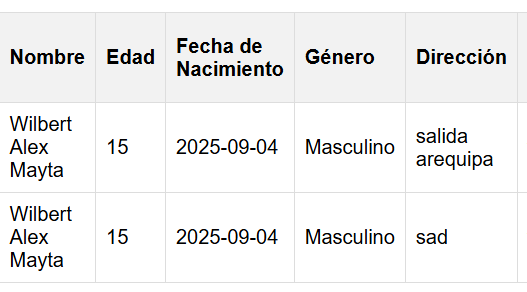 Nombre Edad Fecha de Nacimiento Género Dirección
Wilbert Alex Mayta 15 2025-09-04 Masculino salida arequipa
Wilbert Alex Mayta 15 2025-09-04 Masculino sad